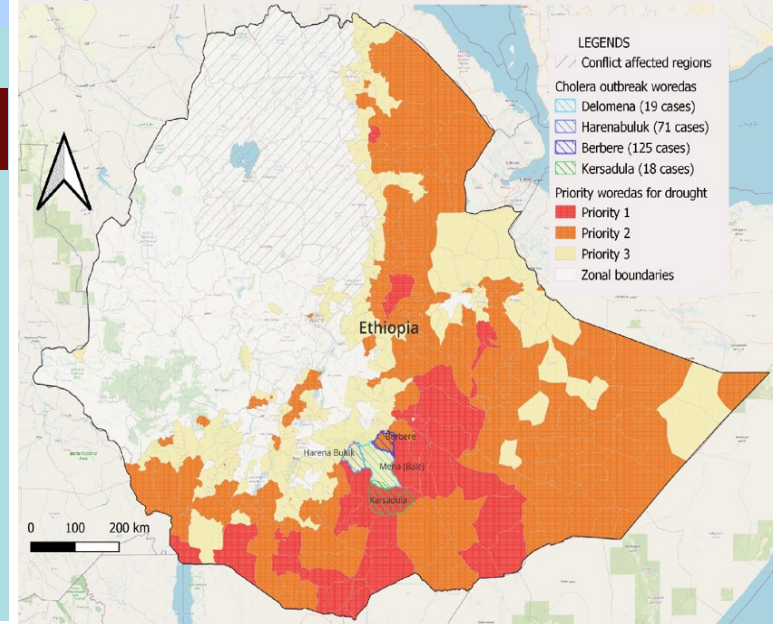 LEGENDS
Conflict affected regions
Cholera outbreak woredas
Delomena (19 cases)
Harenabuluk (71 cases)
Berbere (125 cases)
Kersadula (18 cases)
Priority woredas for drought
Priority 1
Priority 2
Priority 3
Zonal boundaries
Ethiopia
Berbere
Harena Buluk
Mena (Bale)
Karsadula
0 100 200 km